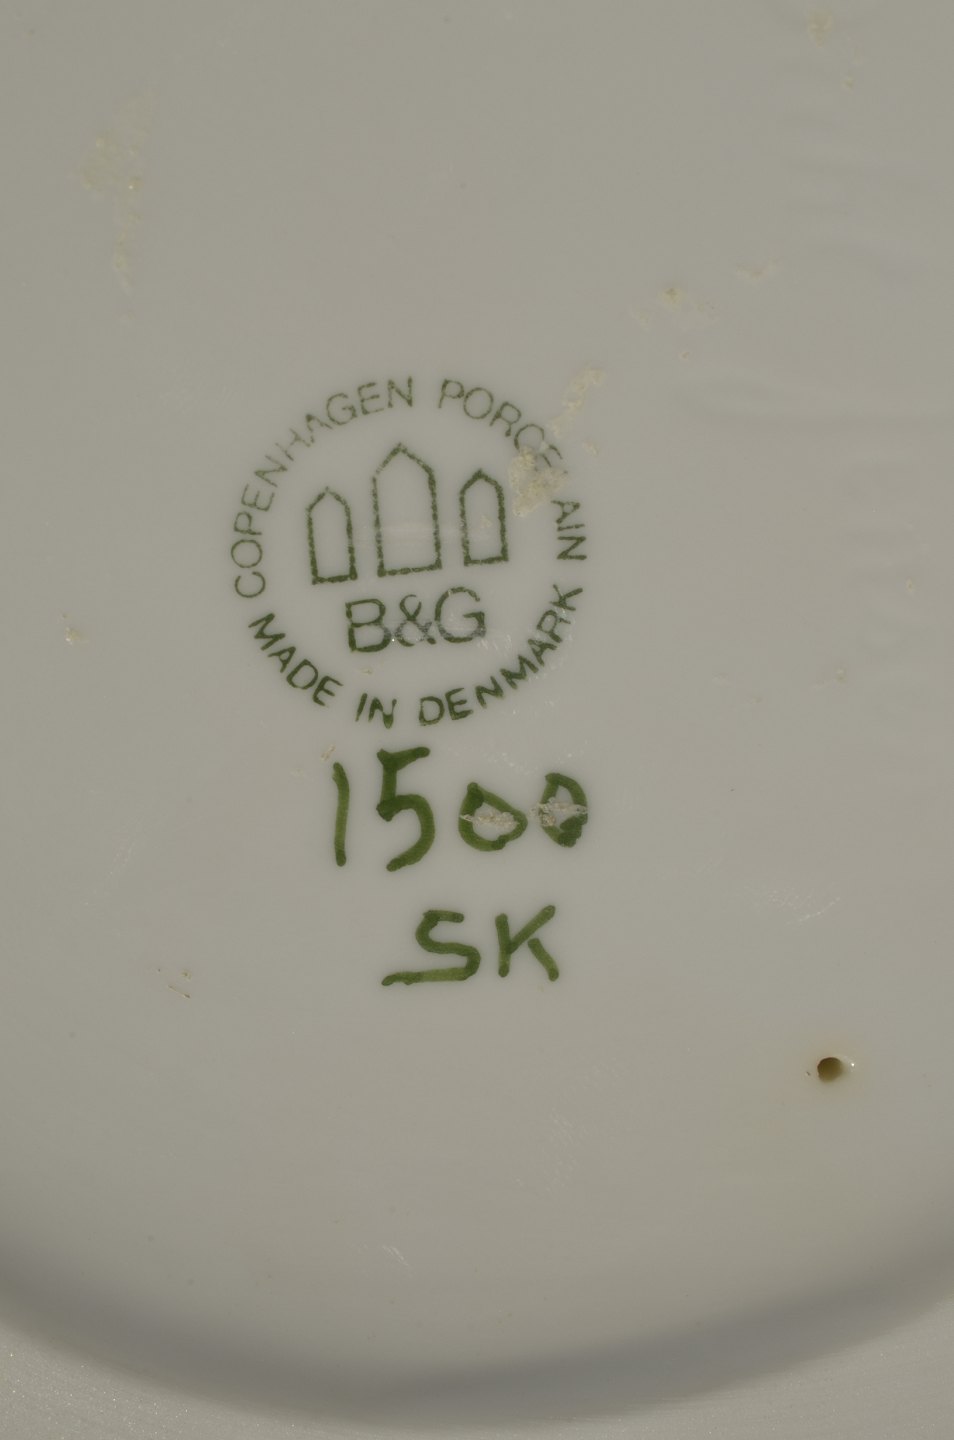 COPENHAGEN PORCELAIN
B&G
MADE IN DENMARK
1500
SK